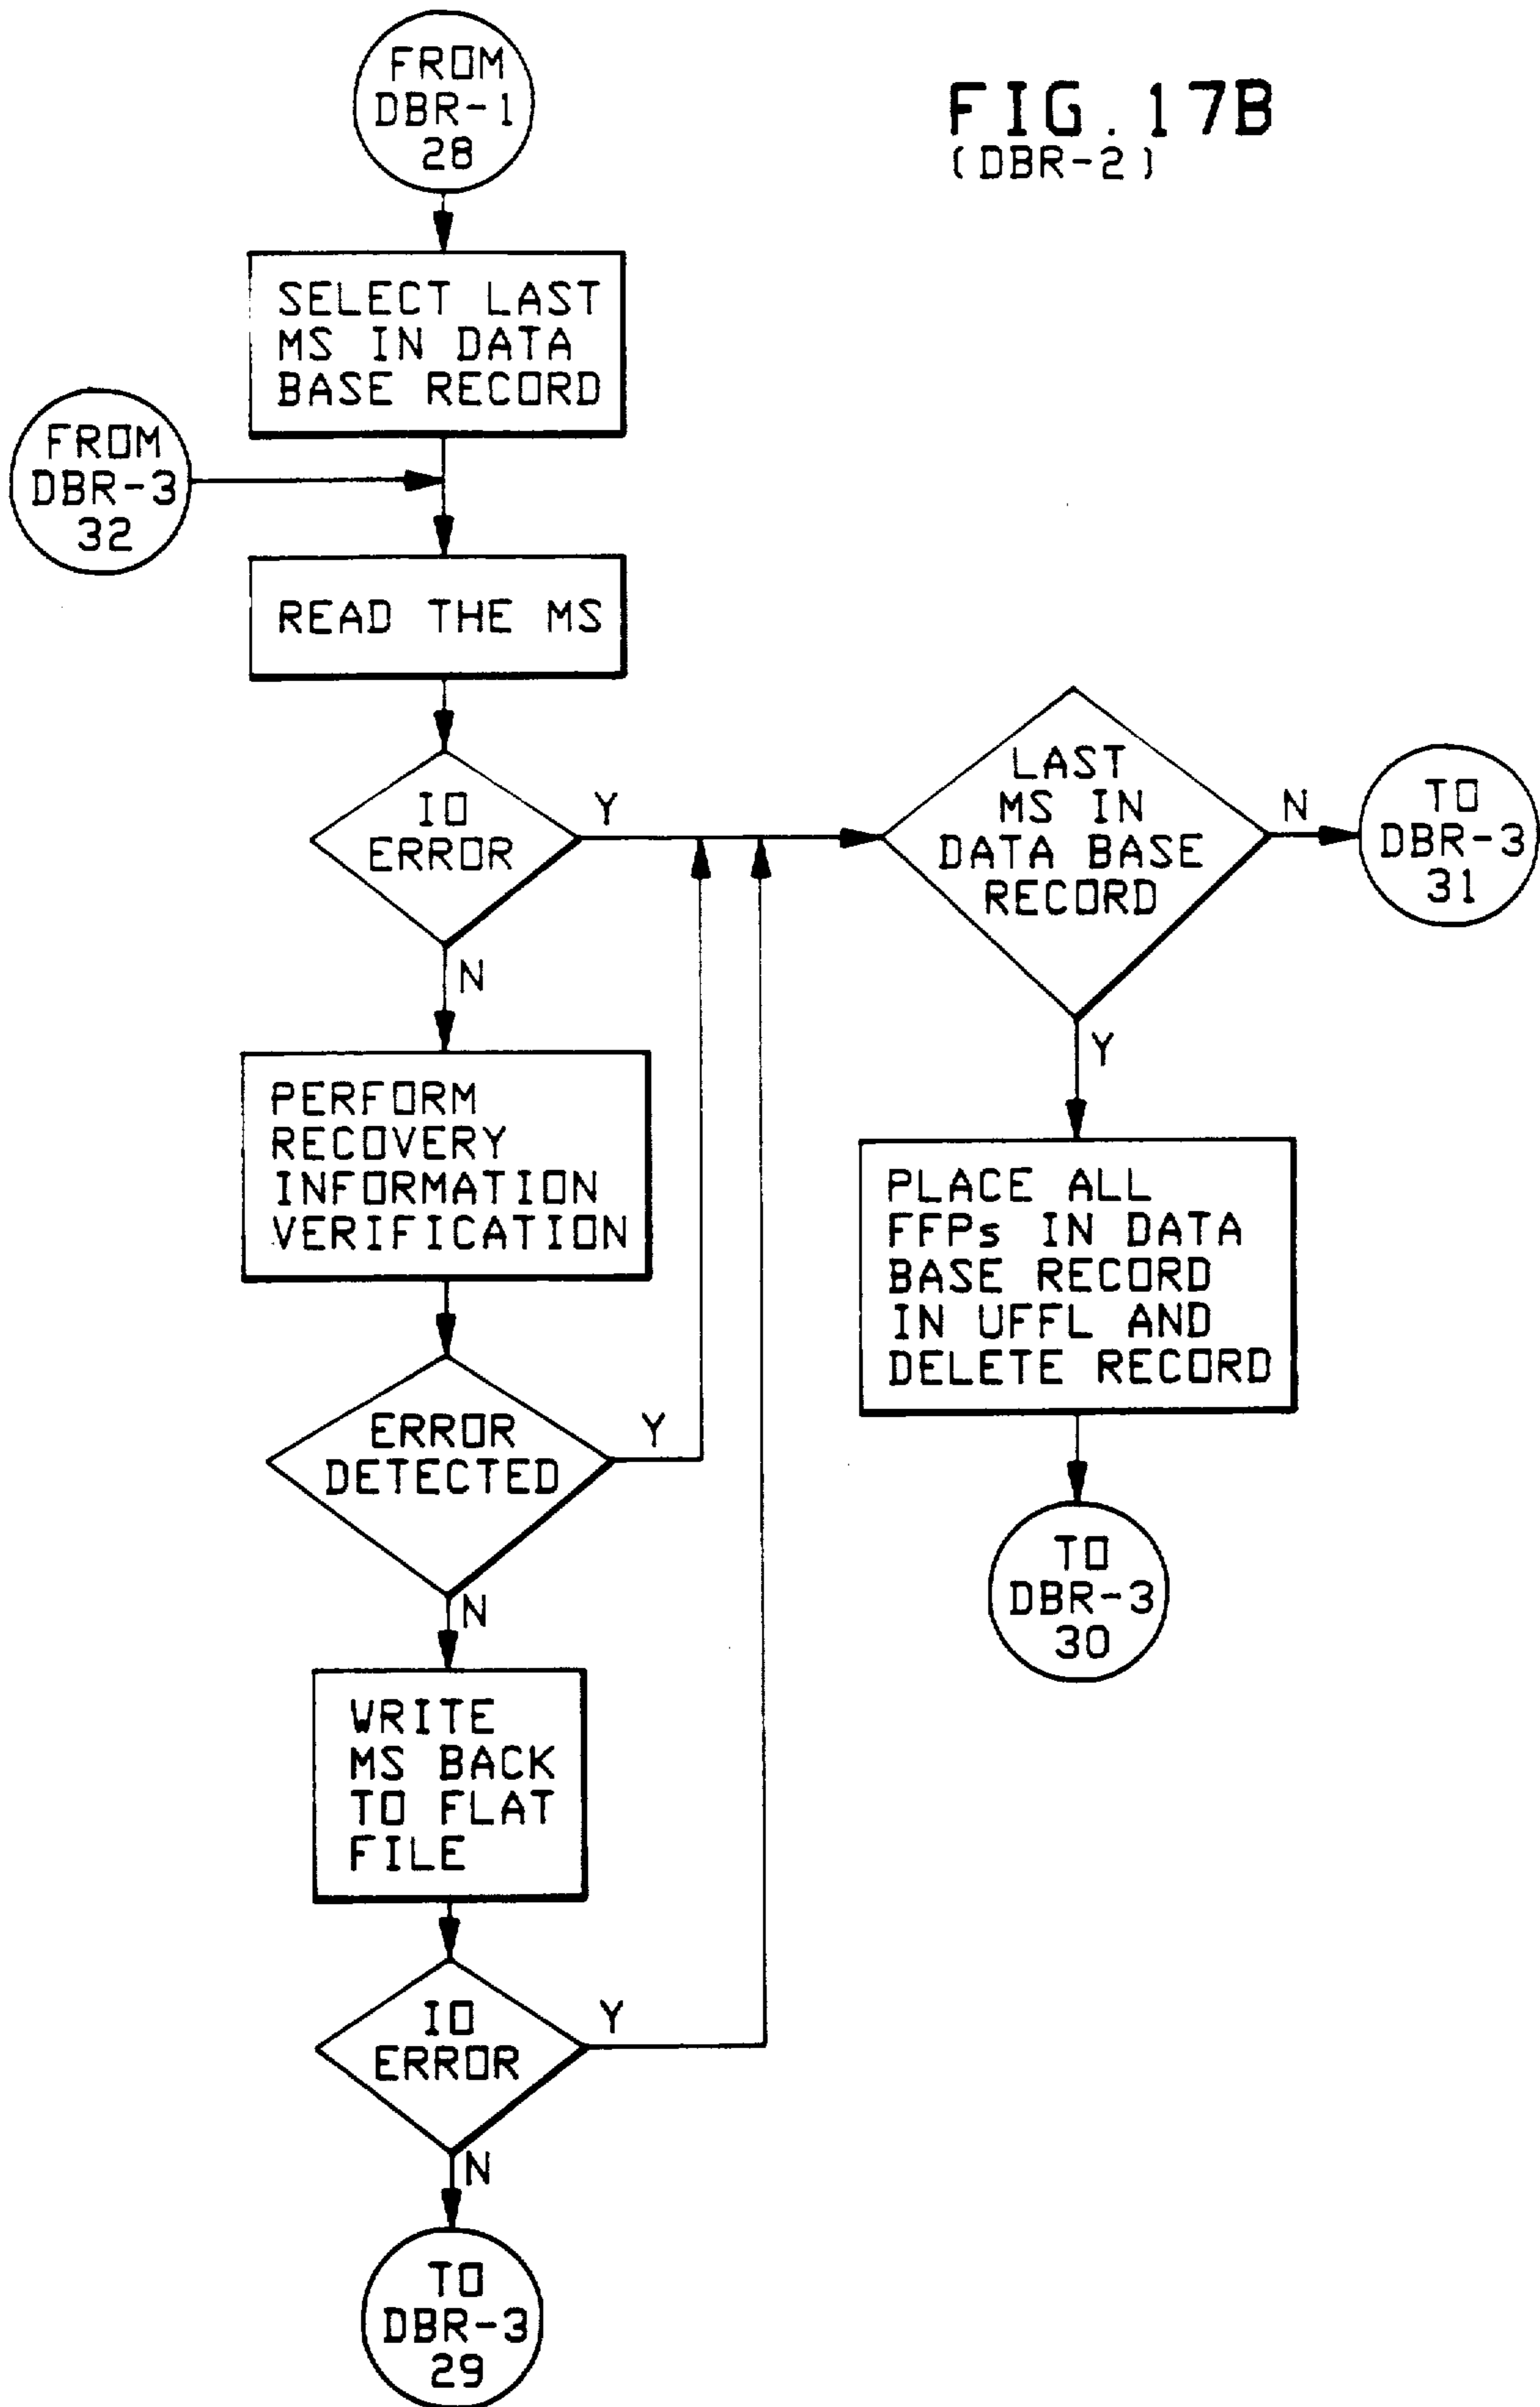 FROM
DBR-1
28
FIG. 17B
(DBR-2)
SELECT LAST
MS IN DATA
BASE RECORD
FROM
DBR-3
32
READ THE MS
IO
ERROR
Y
N
LAST
MS IN
DATA BASE
RECORD
N
Y
TO
DBR-3
31
PERFORM
RECOVERY
INFORMATION
VERIFICATION
PLACE ALL
FFPs IN DATA
BASE RECORD
IN UFFL AND
DELETE RECORD
ERROR
DETECTED
Y
N
TO
DBR-3
30
WRITE
MS BACK
TO FLAT
FILE
IO
ERROR
Y
N
TO
DBR-3
29